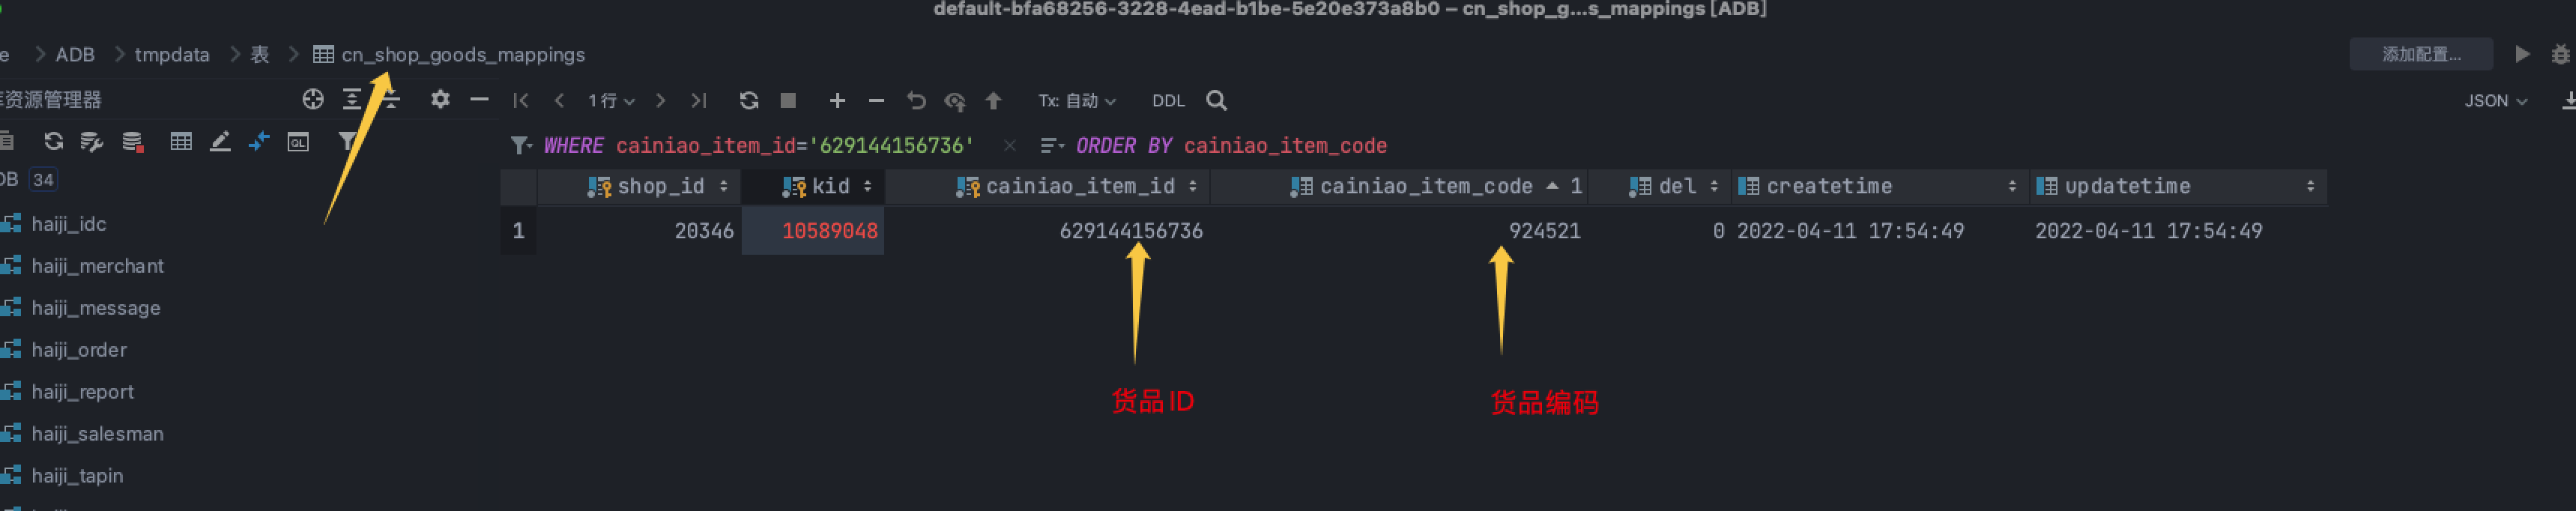 default-bfa68256-3228-4ead-b1be-5e20e373a8b0 – cn_shop_g...s_mappings [ADB]
ADB tmpdata 表 cn_shop_goods_mappings 添加配置...
资源管理器 1行 Tx: 自动 DDL JSON
WHERE cainiao_item_id='629144156736' ORDER BY cainiao_item_code
QL
DB 34
shop_id kid cainiao_item_id cainiao_item_code 1 del createtime updatetime
1 20346 10589048 629144156736 924521 0 2022-04-11 17:54:49 2022-04-11 17:54:49
haiji_idc
haiji_merchant
haiji_message
haiji_order
haiji_report
货品ID 货品编码
haiji_salesman
haiji_tapin